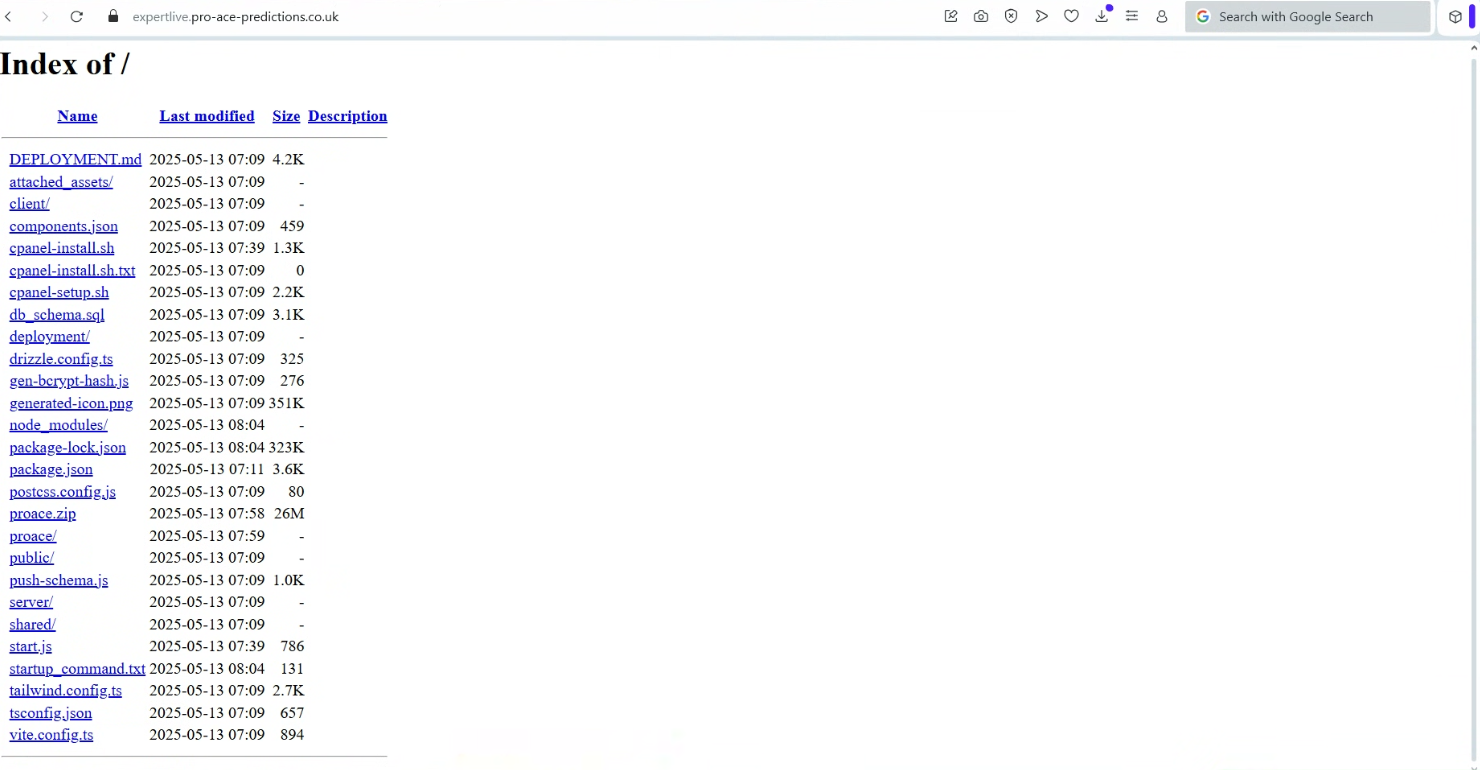 expertlive.pro-ace-predictions.co.uk Search with Google Search
Index of /
Name Last modified Size Description
DEPLOYMENT.md 2025-05-13 07:09 4.2K
attached_assets/ 2025-05-13 07:09 -
client/ 2025-05-13 07:09 -
components.json 2025-05-13 07:09 459
cpanel-install.sh 2025-05-13 07:39 1.3K
cpanel-install.sh.txt 2025-05-13 07:09 0
cpanel-setup.sh 2025-05-13 07:09 2.2K
db_schema.sql 2025-05-13 07:09 3.1K
deployment/ 2025-05-13 07:09 -
drizzle.config.ts 2025-05-13 07:09 325
gen-bcrypt-hash.js 2025-05-13 07:09 276
generated-icon.png 2025-05-13 07:09 351K
node_modules/ 2025-05-13 08:04 -
package-lock.json 2025-05-13 08:04 323K
package.json 2025-05-13 07:11 3.6K
postcss.config.js 2025-05-13 07:09 80
proace.zip 2025-05-13 07:58 26M
proace/ 2025-05-13 07:59 -
public/ 2025-05-13 07:09 -
push-schema.js 2025-05-13 07:09 1.0K
server/ 2025-05-13 07:09 -
shared/ 2025-05-13 07:09 -
start.js 2025-05-13 07:39 786
startup_command.txt 2025-05-13 08:04 131
tailwind.config.ts 2025-05-13 07:09 2.7K
tsconfig.json 2025-05-13 07:09 657
vite.config.ts 2025-05-13 07:09 894